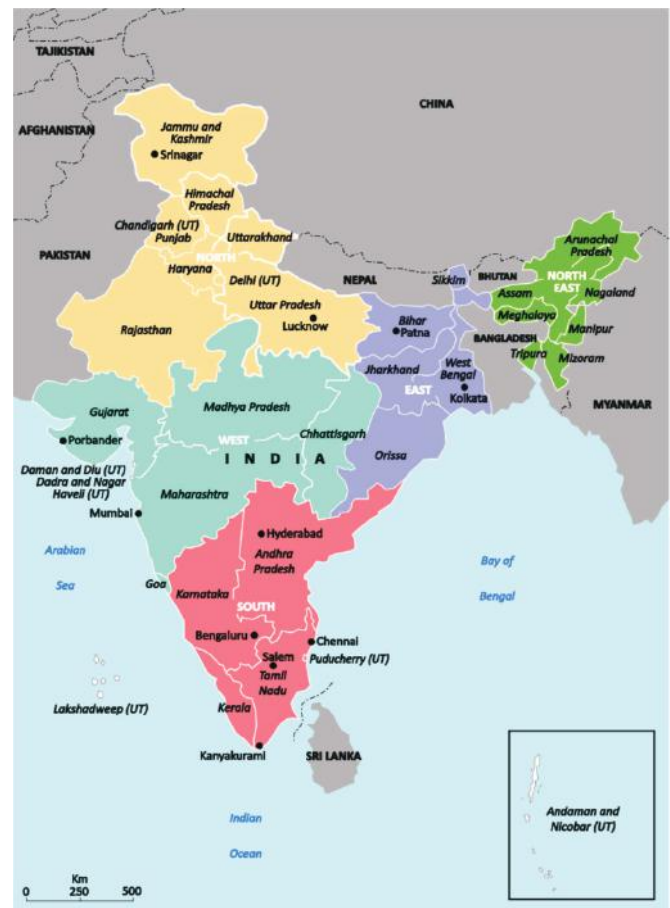 TAJIKISTAN
CHINA
AFGHANISTAN
Jammu and
Kashmir
Srinagar
Himachal
Pradesh
Chandigarh (UT)
Punjab
Uttarakhand
PAKISTAN
NORTH
Haryana
Delhi (UT)
NEPAL
Sikkim
BHUTAN
Arunachal
Pradesh
NORTH
EAST
Assam
Nagaland
Uttar Pradesh
Lucknow
Rajasthan
Bihar
Patna
Meghalaya
Manipur
BANGLADESH
Tripura
Mizoram
Jharkhand
West
Bengal
EAST
Kolkata
MYANMAR
Gujarat
Madhya Pradesh
Chhattisgarh
Porbander
WEST
INDIA
Orissa
Daman and Diu (UT)
Dadra and Nagar
Haveli (UT)
Maharashtra
Mumbai
Hyderabad
Arabian
Sea
Andhra
Pradesh
Bay of
Bengal
Goa
Karnataka
SOUTH
Bengaluru
Chennai
Salem
Puducherry (UT)
Tamil
Nadu
Lakshadweep (UT)
Kerala
Kanyakurami
SRI LANKA
Indian
Ocean
Andaman and
Nicobar (UT)
Km
0 250 500